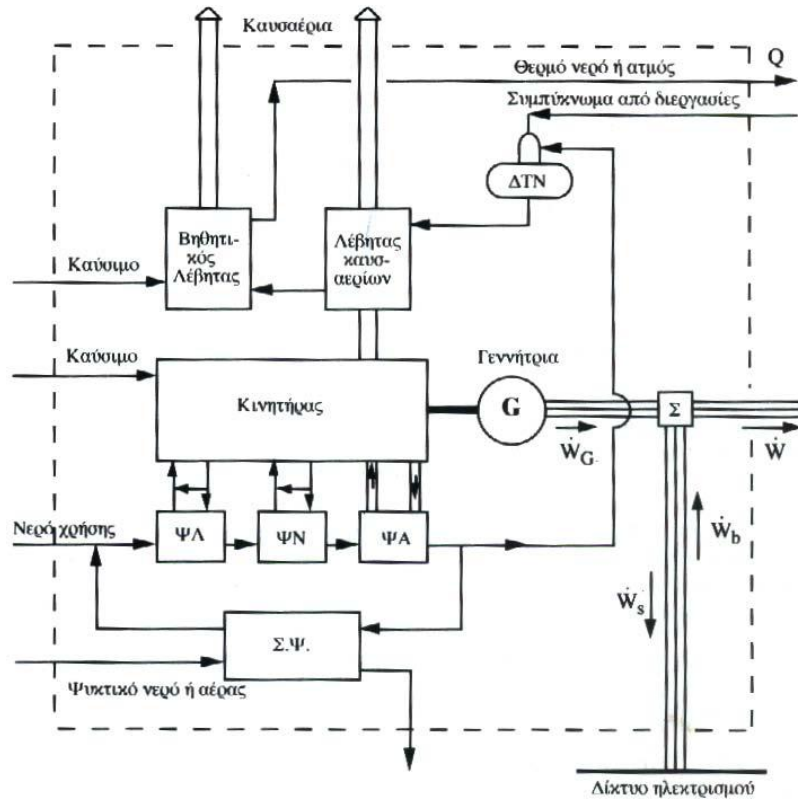 Καυσαέρια
Q
Θερμό νερό ή ατμός
Συμπύκνωμα από διεργασίες
ΔΤΝ
Βηθητι-
κός
Λέβητας
Λέβητας
καυσ-
αερίων
Καύσιμο
Καύσιμο
Κινητήρας
Γεννήτρια
G
Σ
Ẇ_G
Ẇ
Νερό χρήσης
ΨΛ
ΨΝ
ΨΑ
Ẇ_b
Ẇ_s
Σ.Ψ.
Ψυκτικό νερό ή αέρας
Δίκτυο ηλεκτρισμού